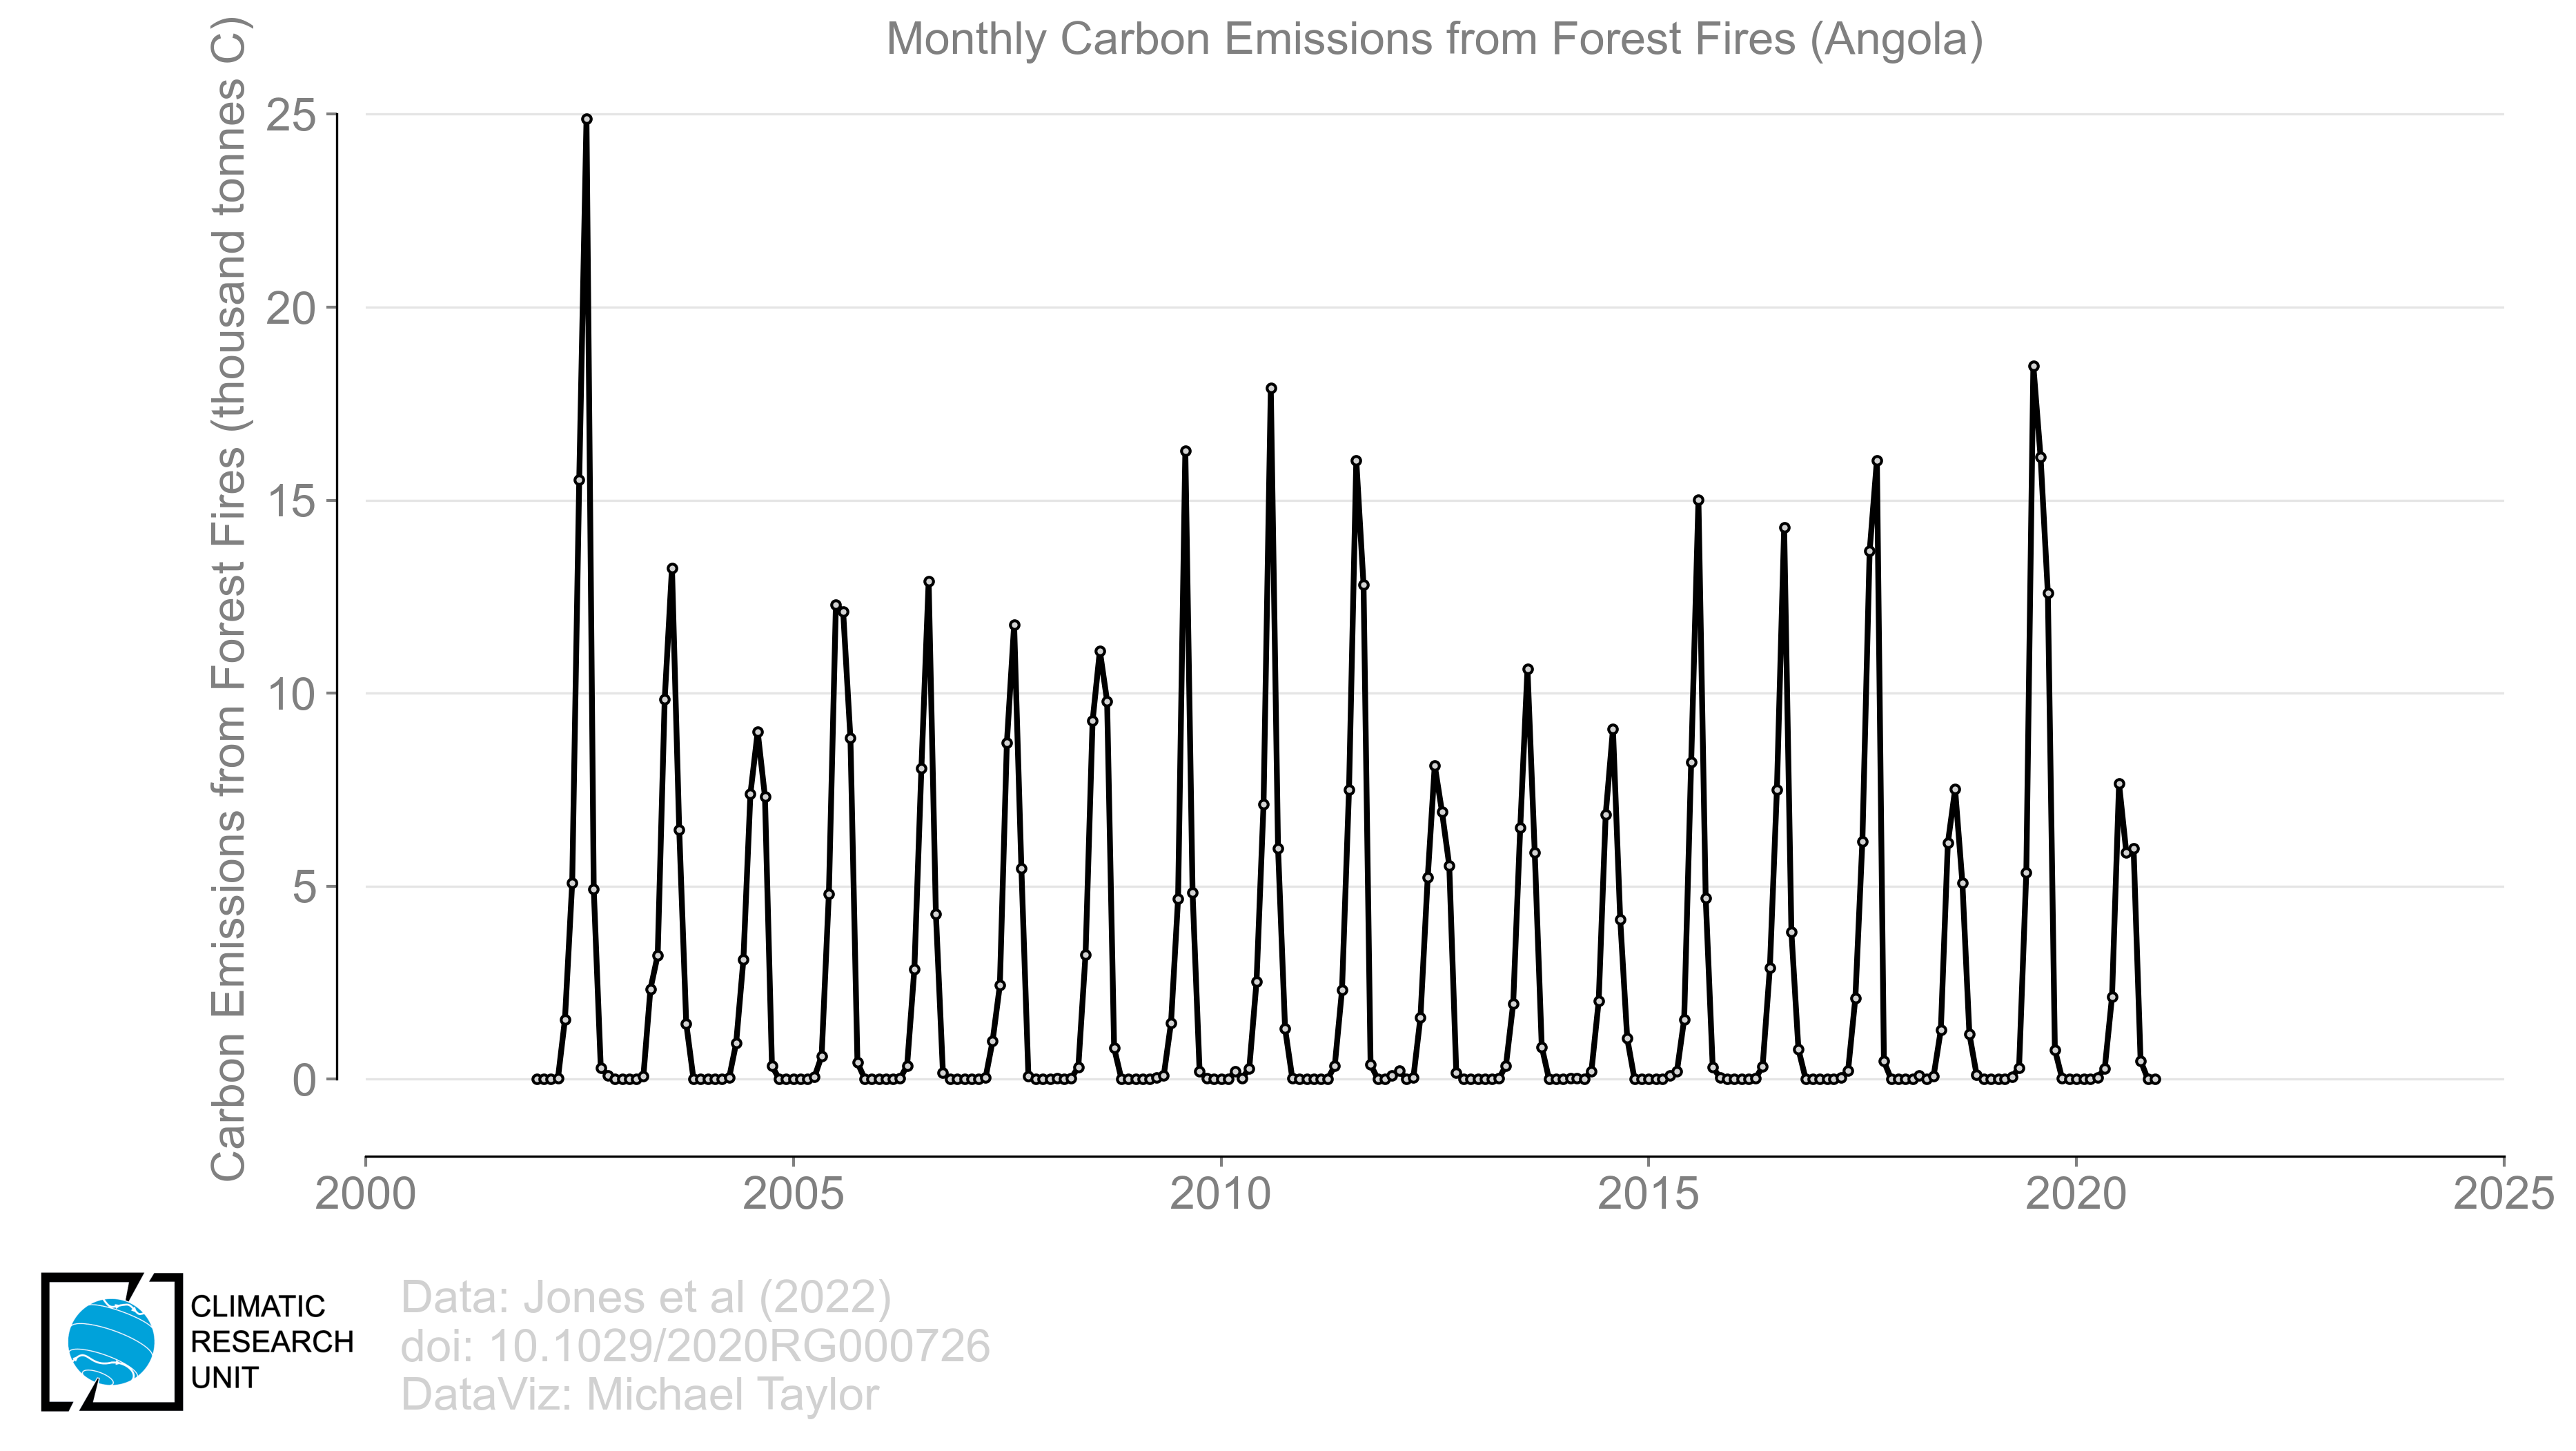 Monthly Carbon Emissions from Forest Fires (Angola)
Carbon Emissions from Forest Fires (thousand tonnes C)
25
20
15
10
5
0
2000
2005
2010
2015
2020
2025
CLIMATIC
RESEARCH
UNIT
Data: Jones et al (2022)
doi: 10.1029/2020RG000726
DataViz: Michael Taylor